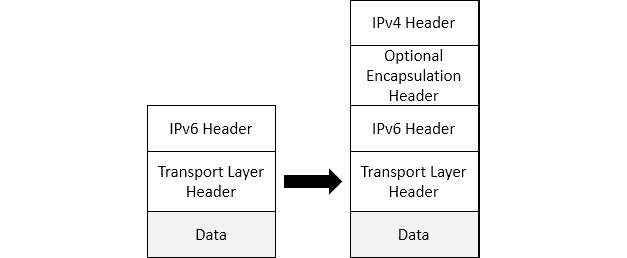 IPv6 Header
Transport Layer
Header
Data
IPv4 Header
Optional
Encapsulation
Header
IPv6 Header
Transport Layer
Header
Data